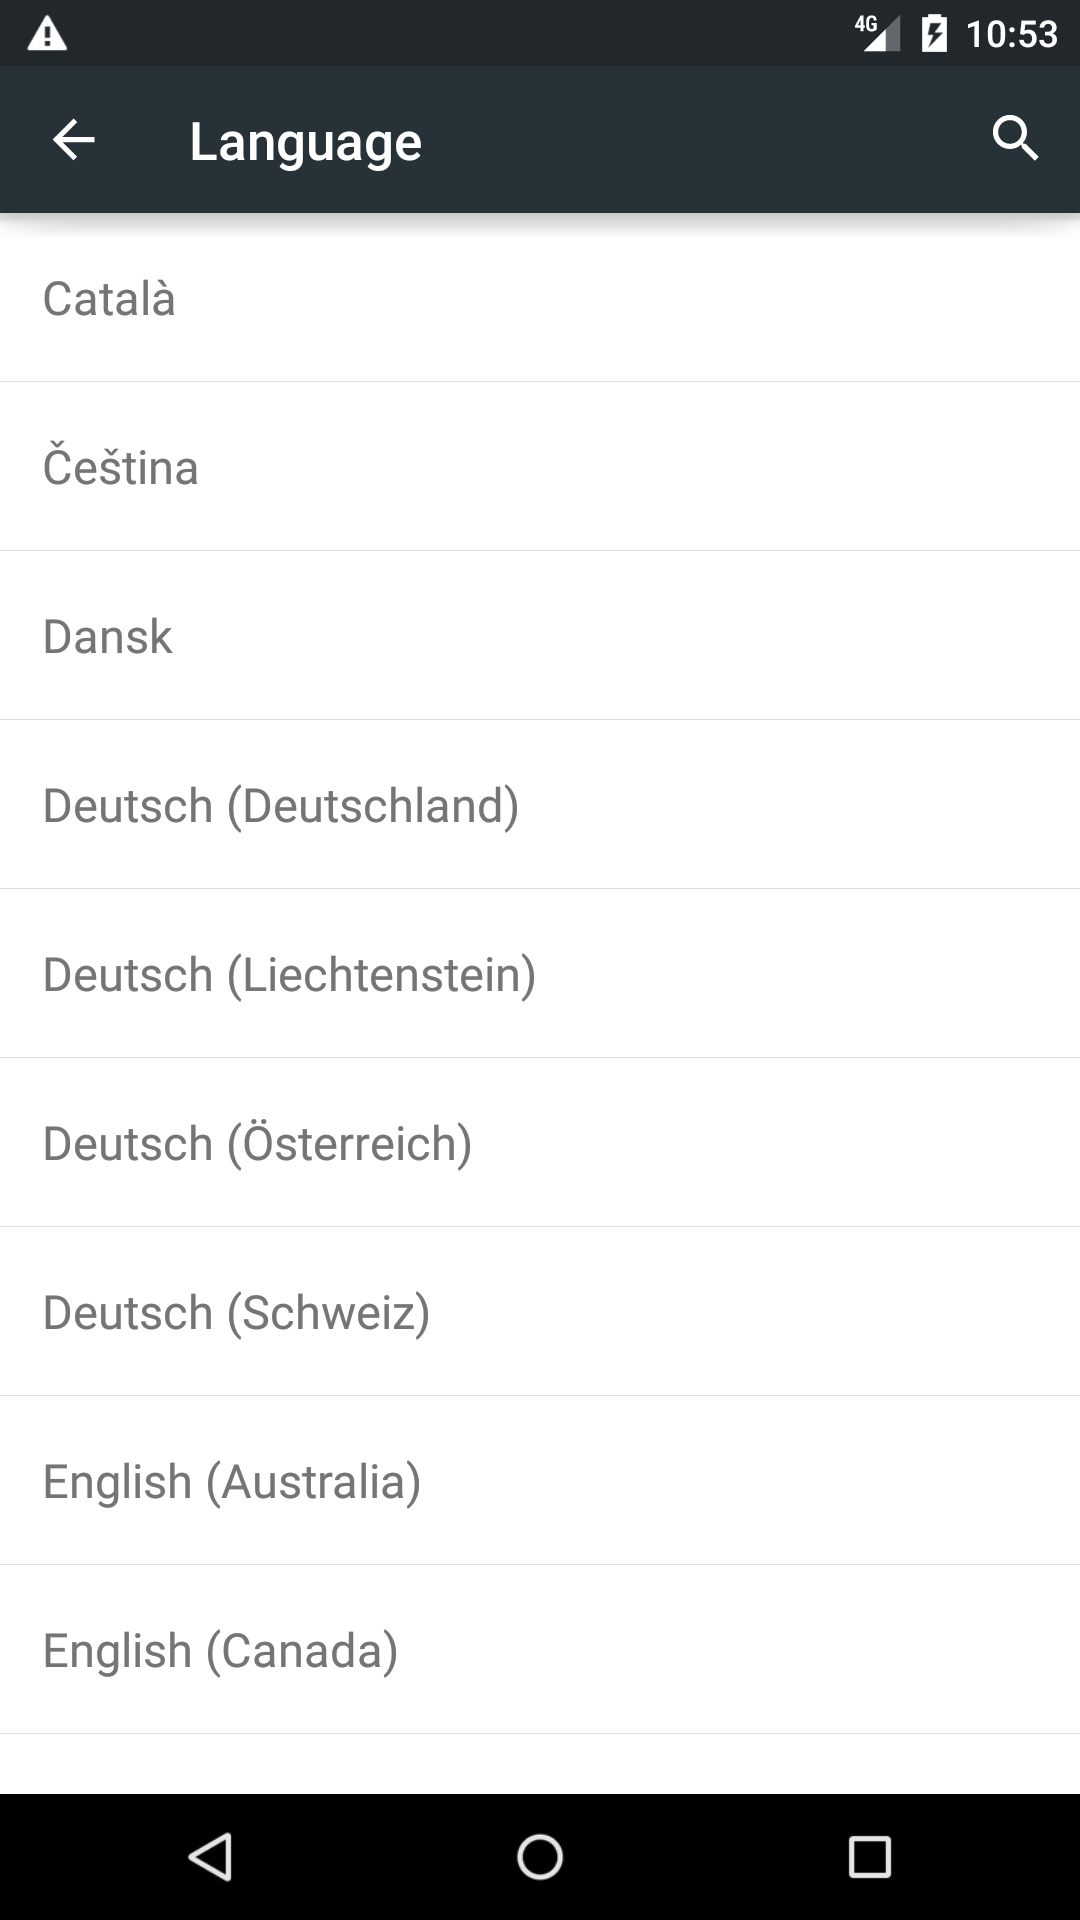 4G 10:53
Language
Català
Čeština
Dansk
Deutsch (Deutschland)
Deutsch (Liechtenstein)
Deutsch (Österreich)
Deutsch (Schweiz)
English (Australia)
English (Canada)